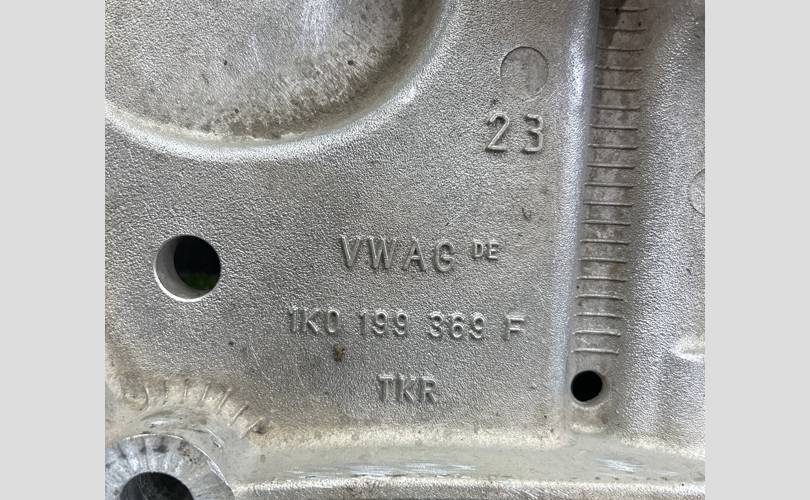 23
VWAG DE
1K0 199 369 F
TKR